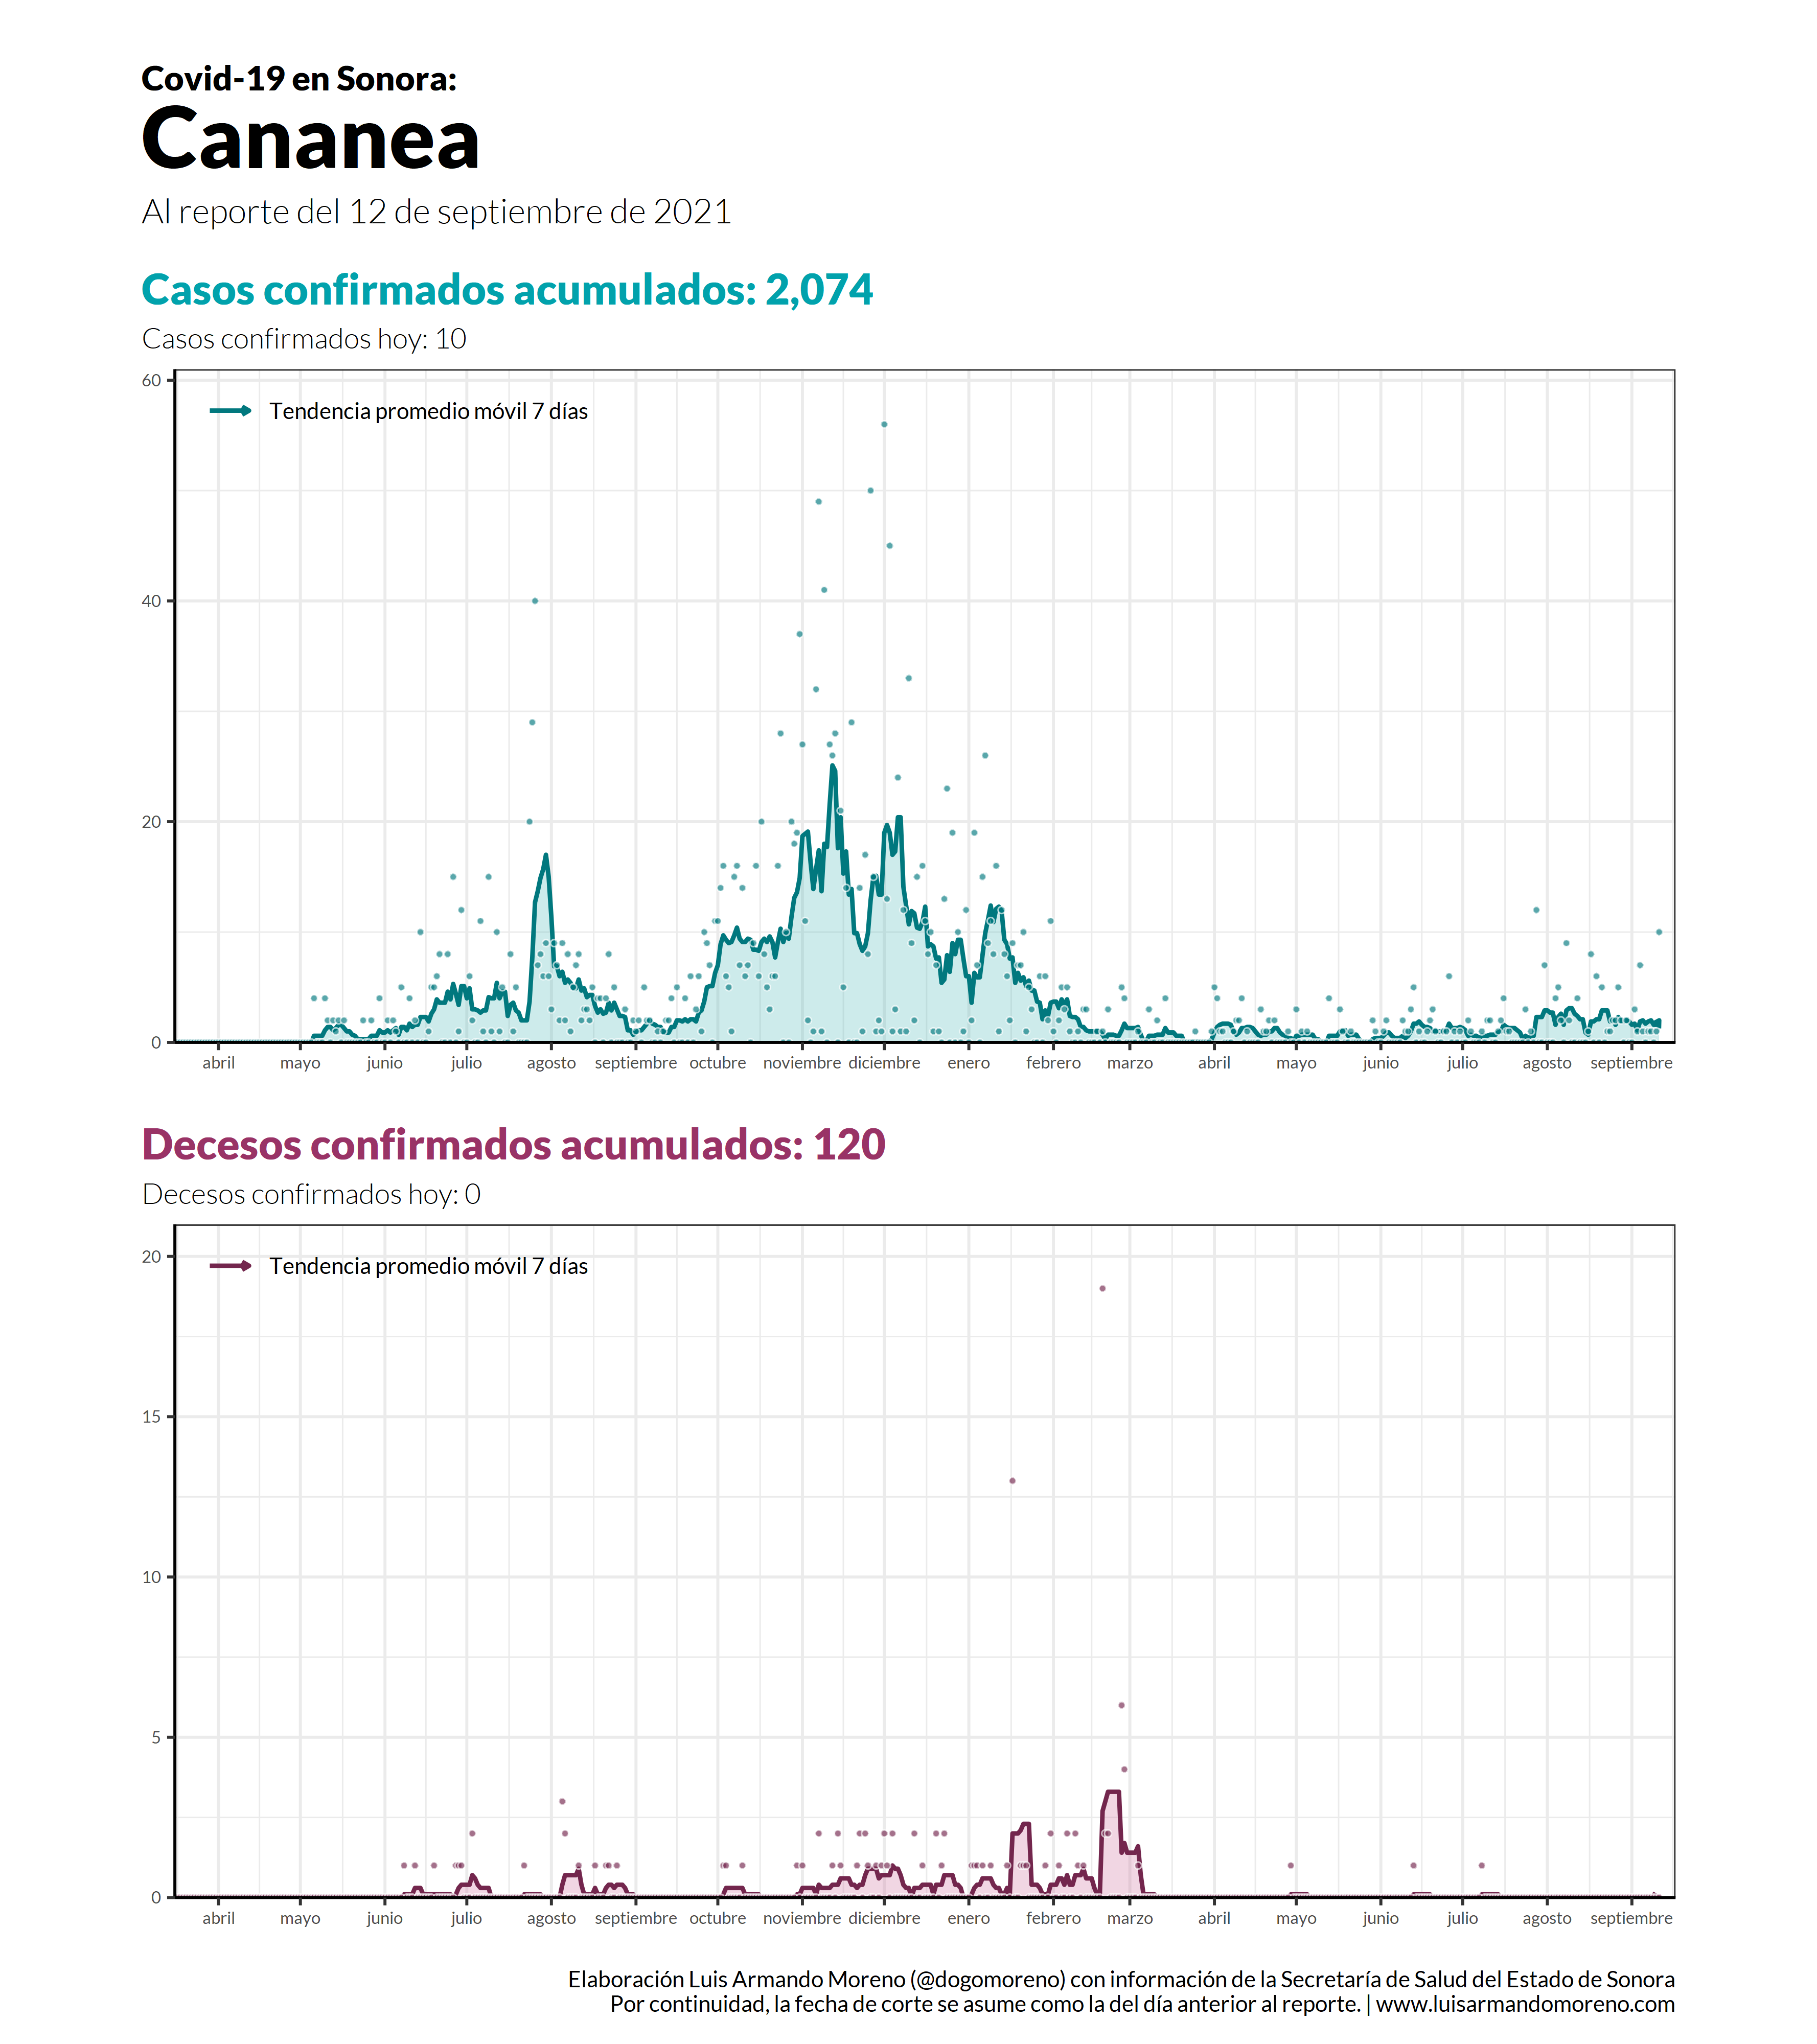 Covid-19 en Sonora:
Cananea
Al reporte del 12 de septiembre de 2021
Casos confirmados acumulados: 2,074
Casos confirmados hoy: 10
60
Tendencia promedio móvil 7 días
40
20
0
abril mayo junio julio agosto septiembre octubre noviembre diciembre enero febrero marzo abril mayo junio julio agosto septiembre
Decesos confirmados acumulados: 120
Decesos confirmados hoy: 0
20
Tendencia promedio móvil 7 días
15
10
5
0
abril mayo junio julio agosto septiembre octubre noviembre diciembre enero febrero marzo abril mayo junio julio agosto septiembre
Elaboración Luis Armando Moreno (@dogomoreno) con información de la Secretaría de Salud del Estado de Sonora
Por continuidad, la fecha de corte se asume como la del día anterior al reporte. | www.luisarmandomoreno.com